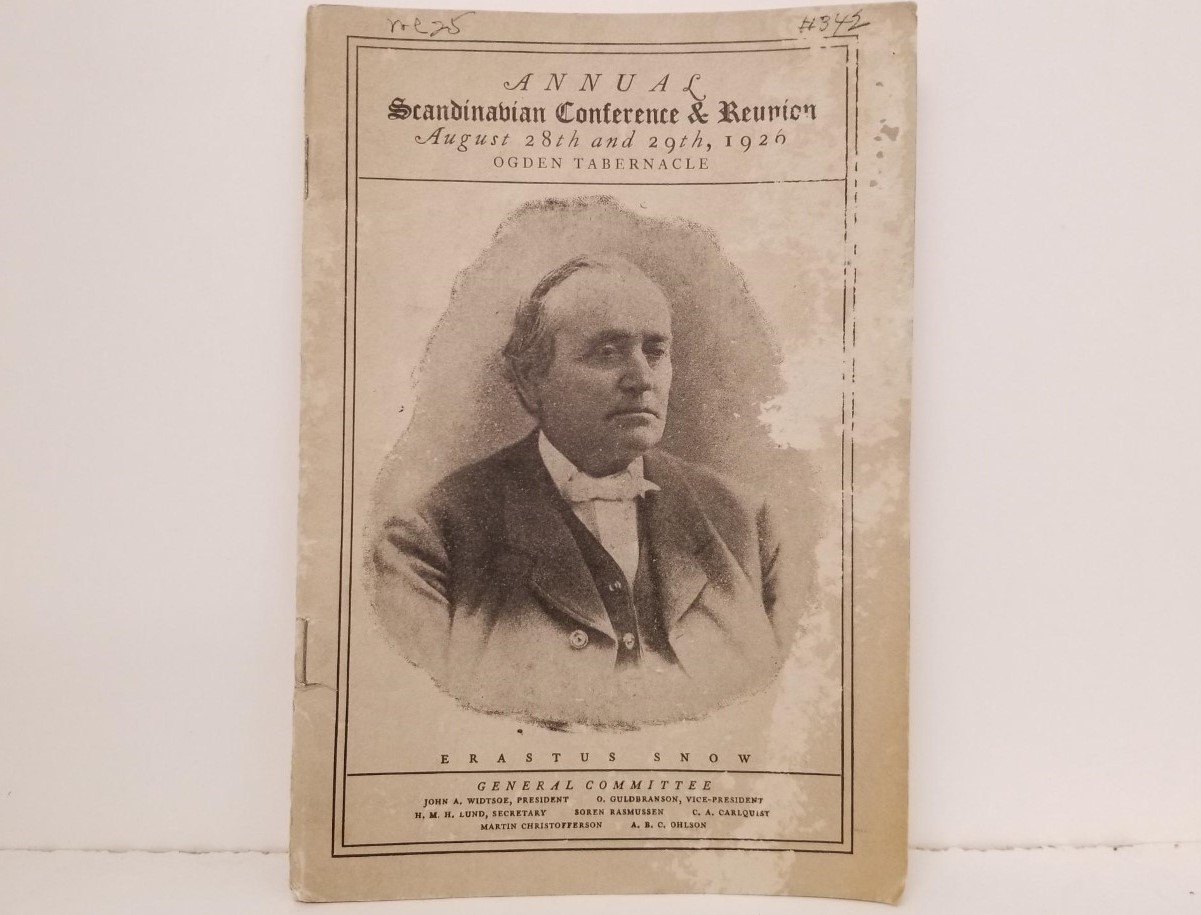 Vol 25 #342
ANNUAL
Scandinavian Conference & Reunion
August 28th and 29th, 1926
OGDEN TABERNACLE
ERASTUS SNOW
GENERAL COMMITTEE
JOHN A. WIDTSOE, PRESIDENT O. GULDBRANSON, VICE-PRESIDENT
H. M. H. LUND, SECRETARY SOREN RASMUSSEN C. A. CARLQUIST
MARTIN CHRISTOFFERSON A. B. C. OHLSON